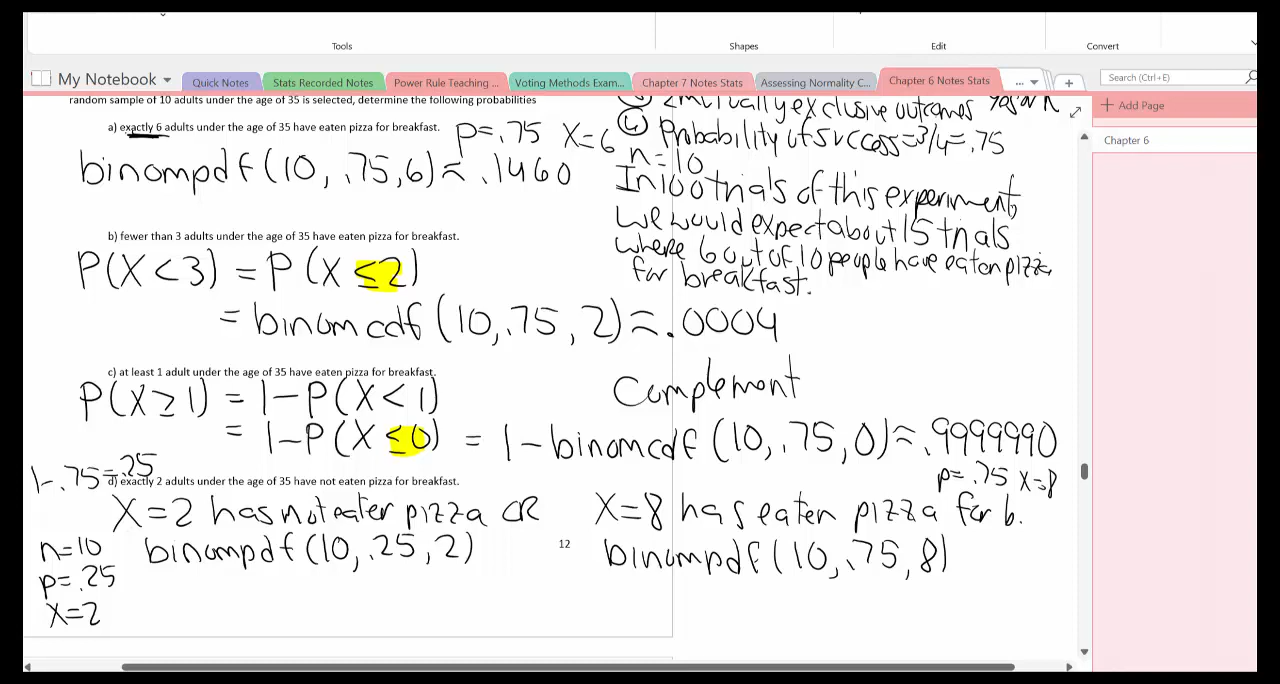 Tools
Shapes
Edit
Convert
My Notebook
Quick Notes
Stats Recorded Notes
Power Rule Teaching ...
Voting Methods Exam...
Chapter 7 Notes Stats
Assessing Normality C...
Chapter 6 Notes Stats
...
Search (Ctrl+E)
Add Page
Chapter 6
random sample of 10 adults under the age of 35 is selected, determine the following probabilities
a) exactly 6 adults under the age of 35 have eaten pizza for breakfast.
p=.75 X=6
n=10
binompdf(10, .75,6)≈ .1460
mutually exclusive outcomes Yes or N
④ Probability of success=3/4=.75
In 100 trials of this experiment,
we would expect about 15 trials
where 6 out of 10 people have eaten pizza
for breakfast.
b) fewer than 3 adults under the age of 35 have eaten pizza for breakfast.
P(X<3) = P(X≤2)
= binomcdf(10,.75,2)≈.0004
c) at least 1 adult under the age of 35 have eaten pizza for breakfast.
P(X≥1) = 1-P(X<1)
Complement
= 1-P(X≤0) = 1-binomcdf(10,.75,0)≈.9999990
1-.75=.25
d) exactly 2 adults under the age of 35 have not eaten pizza for breakfast.
p=.75 X=8
X=2 has not eaten pizza OR
X=8 has eaten pizza for b.
n=10
p=.25
X=2
binompdf(10,.25,2)
12
binompdf(10,.75,8)